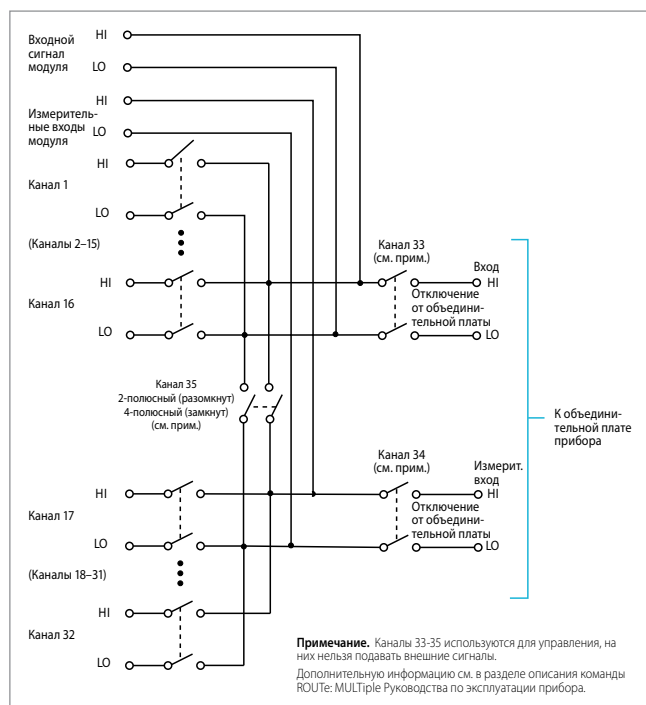 Входной
сигнал
модуля
HI
LO
Измеритель-
ные входы
модуля
HI
LO
HI
Канал 1
LO
(Каналы 2–15)
HI
Канал 16
LO
Канал 33
(см. прим.)
Вход
HI
Отключение
от объедини-
тельной платы
LO
Канал 35
2-полюсный (разомкнут)
4-полюсный (замкнут)
(см. прим.)
К объедини-
тельной плате
прибора
HI
Канал 17
LO
(Каналы 18–31)
HI
Канал 32
LO
Канал 34
(см. прим.)
Измерит.
вход
HI
Отключение
от объедини-
тельной платы
LO
Примечание. Каналы 33-35 используются для управления, на
них нельзя подавать внешние сигналы.
Дополнительную информацию см. в разделе описания команды
ROUTe: MULTiple Руководства по эксплуатации прибора.